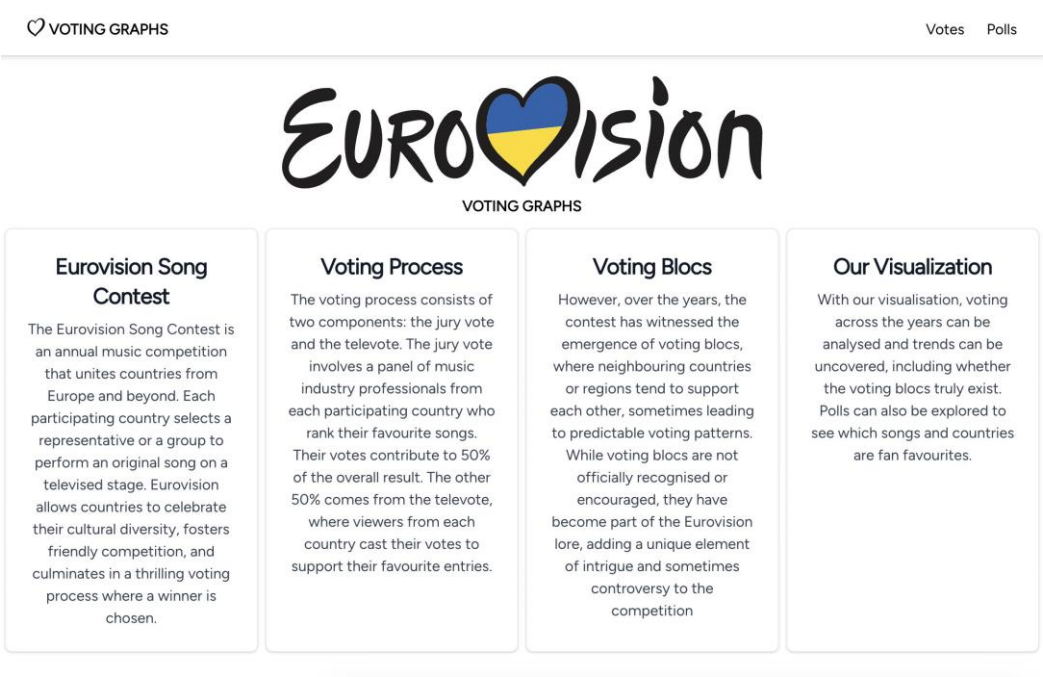 VOTING GRAPHS
Votes
Polls
EUROVISION
VOTING GRAPHS
Eurovision Song
Contest
The Eurovision Song Contest is
an annual music competition
that unites countries from
Europe and beyond. Each
participating country selects a
representative or a group to
perform an original song on a
televised stage. Eurovision
allows countries to celebrate
their cultural diversity, fosters
friendly competition, and
culminates in a thrilling voting
process where a winner is
chosen.
Voting Process
The voting process consists of
two components: the jury vote
and the televote. The jury vote
involves a panel of music
industry professionals from
each participating country who
rank their favourite songs.
Their votes contribute to 50%
of the overall result. The other
50% comes from the televote,
where viewers from each
country cast their votes to
support their favourite entries.
Voting Blocs
However, over the years, the
contest has witnessed the
emergence of voting blocs,
where neighbouring countries
or regions tend to support
each other, sometimes leading
to predictable voting patterns.
While voting blocs are not
officially recognised or
encouraged, they have
become part of the Eurovision
lore, adding a unique element
of intrigue and sometimes
controversy to the
competition
Our Visualization
With our visualisation, voting
across the years can be
analysed and trends can be
uncovered, including whether
the voting blocs truly exist.
Polls can also be explored to
see which songs and countries
are fan favourites.